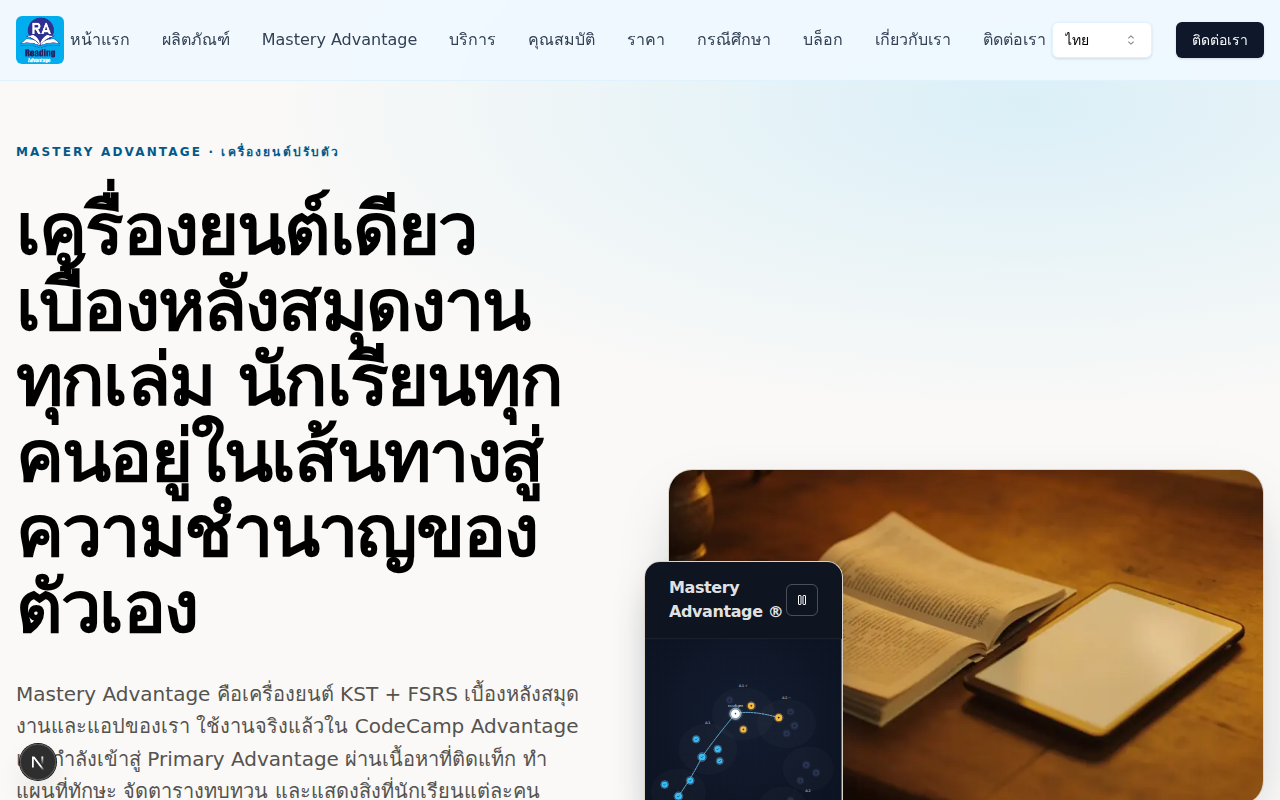 RA
Reading
Advantage
หน้าแรก
ผลิตภัณฑ์
Mastery Advantage
บริการ
คุณสมบัติ
ราคา
กรณีศึกษา
บล็อก
เกี่ยวกับเรา
ติดต่อเรา
ไทย
ติดต่อเรา
MASTERY ADVANTAGE · เครื่องยนต์ปรับตัว
เครื่องยนต์เดียว
เบื้องหลังสมุดงาน
ทุกเล่ม นักเรียนทุก
คนอยู่ในเส้นทางสู่
ความชำนาญของ
ตัวเอง
Mastery Advantage คือเครื่องยนต์ KST + FSRS เบื้องหลังสมุด
งานและแอปของเรา ใช้งานจริงแล้วใน CodeCamp Advantage
กำลังเข้าสู่ Primary Advantage ผ่านเนื้อหาที่ติดแท็ก ทำ
แผนที่ทักษะ จัดตารางทบทวน และแสดงสิ่งที่นักเรียนแต่ละคน
N
Mastery
Advantage ®